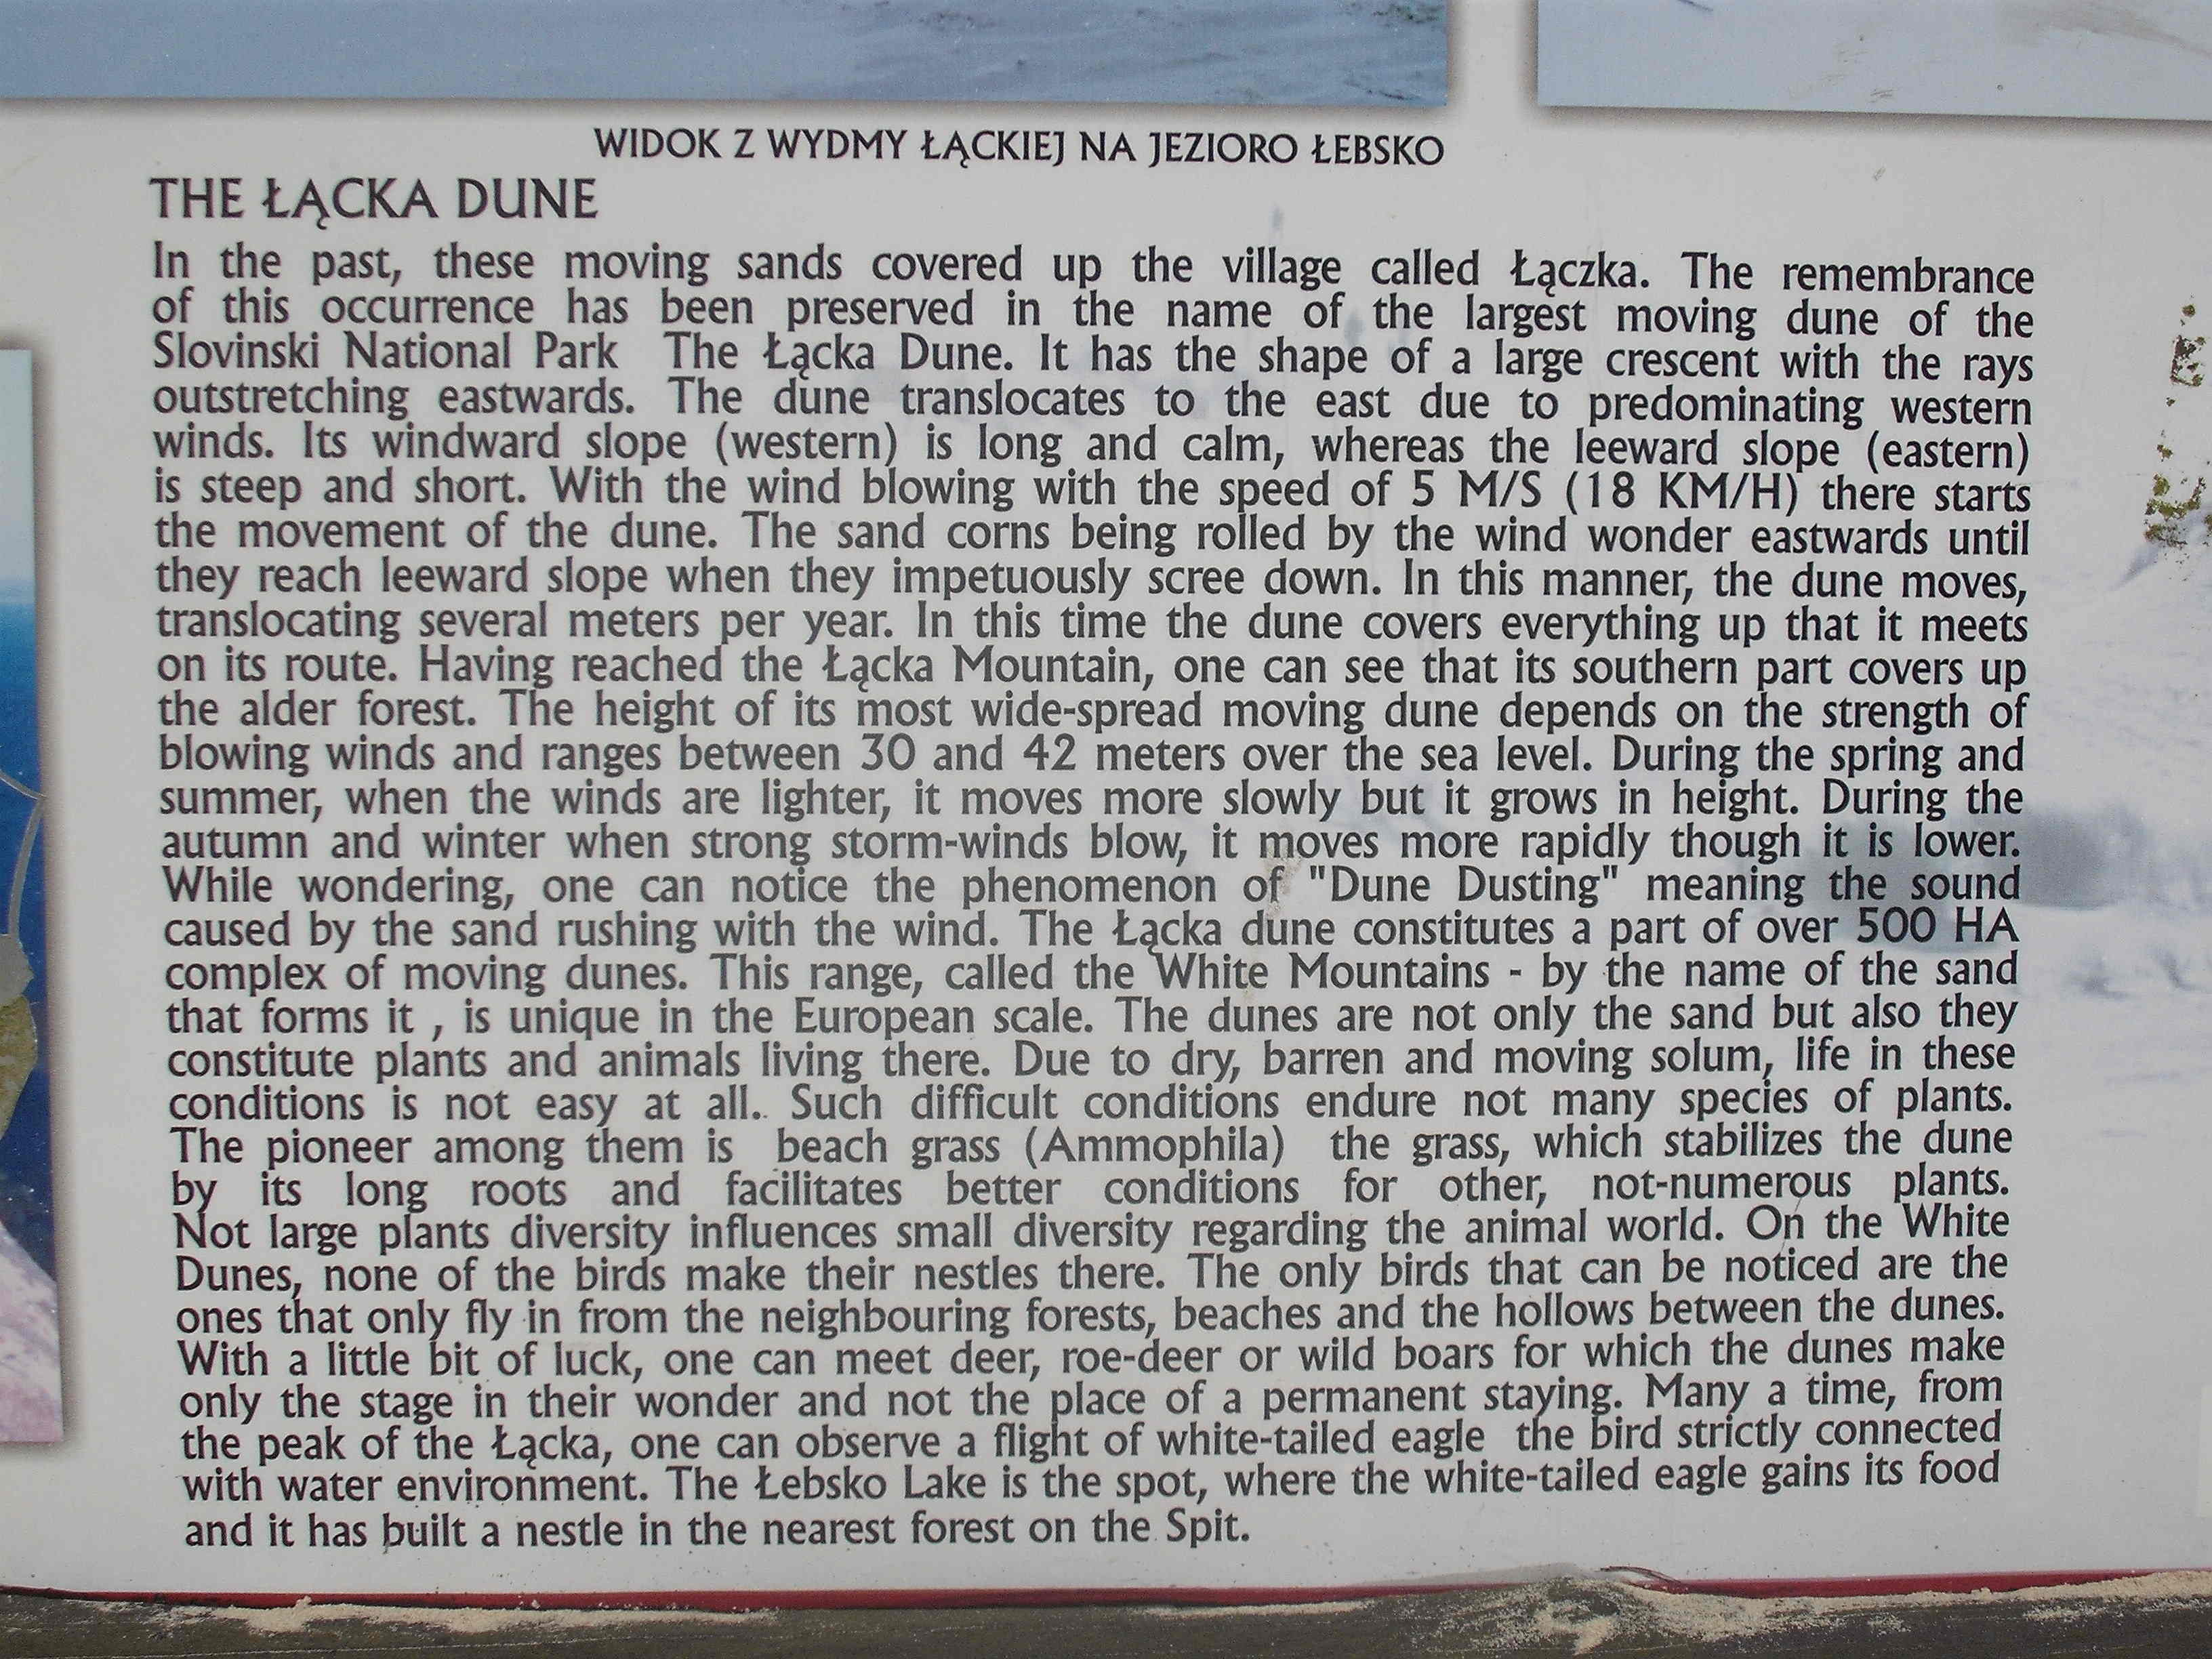 WIDOK Z WYDMY ŁĄCKIEJ NA JEZIORO ŁEBSKO
THE ŁĄCKA DUNE
In the past, these moving sands covered up the village called Łączka. The remembrance
of this occurrence has been preserved in the name of the largest moving dune of the
Slovinski National Park The Łącka Dune. It has the shape of a large crescent with the rays
outstretching eastwards. The dune translocates to the east due to predominating western
winds. Its windward slope (western) is long and calm, whereas the leeward slope (eastern)
is steep and short. With the wind blowing with the speed of 5 M/S (18 KM/H) there starts
the movement of the dune. The sand corns being rolled by the wind wonder eastwards until
they reach leeward slope when they impetuously scree down. In this manner, the dune moves,
translocating several meters per year. In this time the dune covers everything up that it meets
on its route. Having reached the Łącka Mountain, one can see that its southern part covers up
the alder forest. The height of its most wide-spread moving dune depends on the strength of
blowing winds and ranges between 30 and 42 meters over the sea level. During the spring and
summer, when the winds are lighter, it moves more slowly but it grows in height. During the
autumn and winter when strong storm-winds blow, it moves more rapidly though it is lower.
While wondering, one can notice the phenomenon of "Dune Dusting" meaning the sound
caused by the sand rushing with the wind. The Łącka dune constitutes a part of over 500 HA
complex of moving dunes. This range, called the White Mountains - by the name of the sand
that forms it , is unique in the European scale. The dunes are not only the sand but also they
constitute plants and animals living there. Due to dry, barren and moving solum, life in these
conditions is not easy at all.. Such difficult conditions endure not many species of plants.
The pioneer among them is beach grass (Ammophila) the grass, which stabilizes the dune
by its long roots and facilitates better conditions for other, not-numerous plants.
Not large plants diversity influences small diversity regarding the animal world. On the White
Dunes, none of the birds make their nestles there. The only birds that can be noticed are the
ones that only fly in from the neighbouring forests, beaches and the hollows between the dunes.
With a little bit of luck, one can meet deer, roe-deer or wild boars for which the dunes make
only the stage in their wonder and not the place of a permanent staying. Many a time, from
the peak of the Łącka, one can observe a flight of white-tailed eagle the bird strictly connected
with water environment. The Łebsko Lake is the spot, where the white-tailed eagle gains its food
and it has built a nestle in the nearest forest on the Spit.